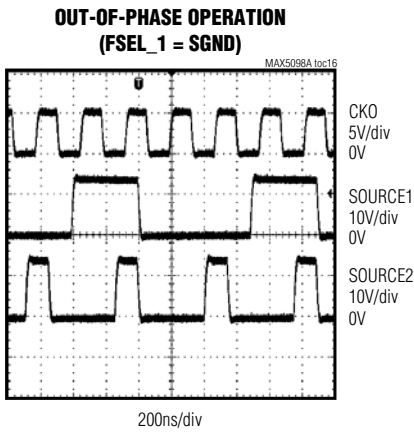 OUT-OF-PHASE OPERATION
(FSEL_1 = SGND)
MAX5098A toc16
T
CKO
5V/div
0V
SOURCE1
10V/div
0V
SOURCE2
10V/div
0V
200ns/div